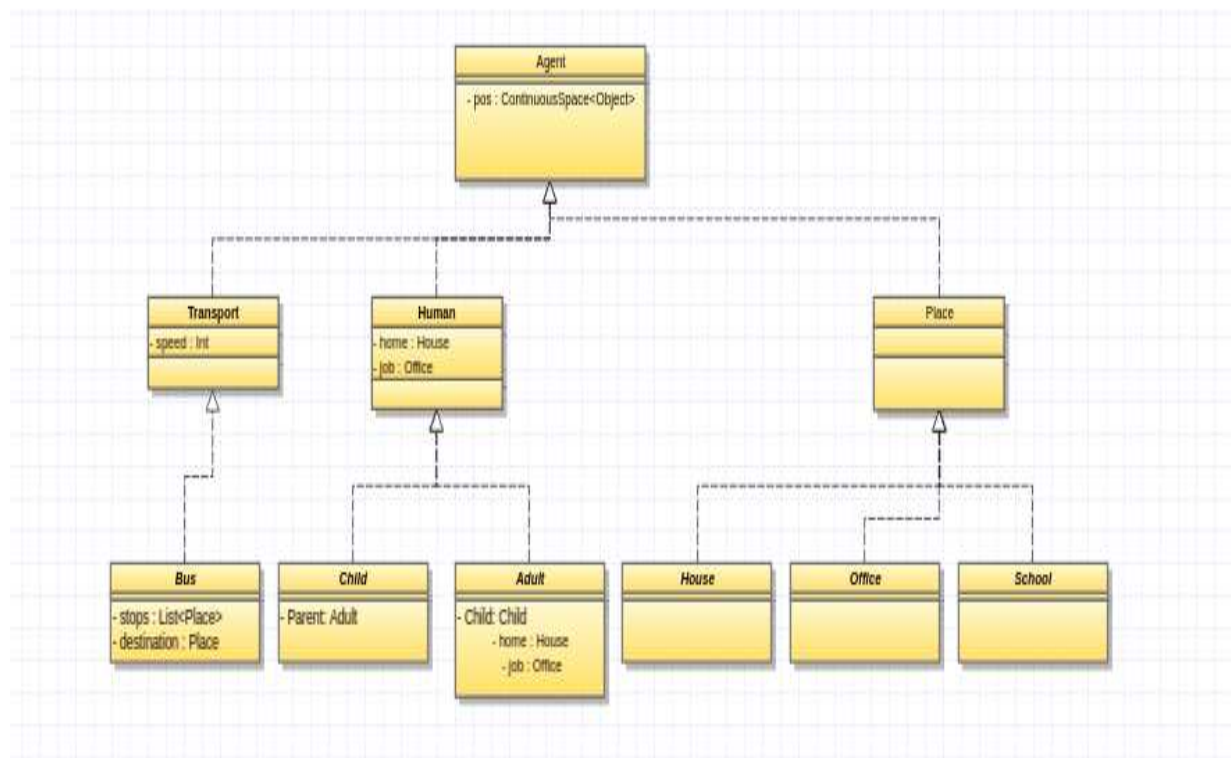 Agent
- pos : ContinuousSpace<Object>
Transport
- speed : Int
Human
- home : House
- job : Office
Place
Bus
- stops : List<Place>
- destination : Place
Child
- Parent: Adult
Adult
- Child: Child
- home : House
- job : Office
House
Office
School